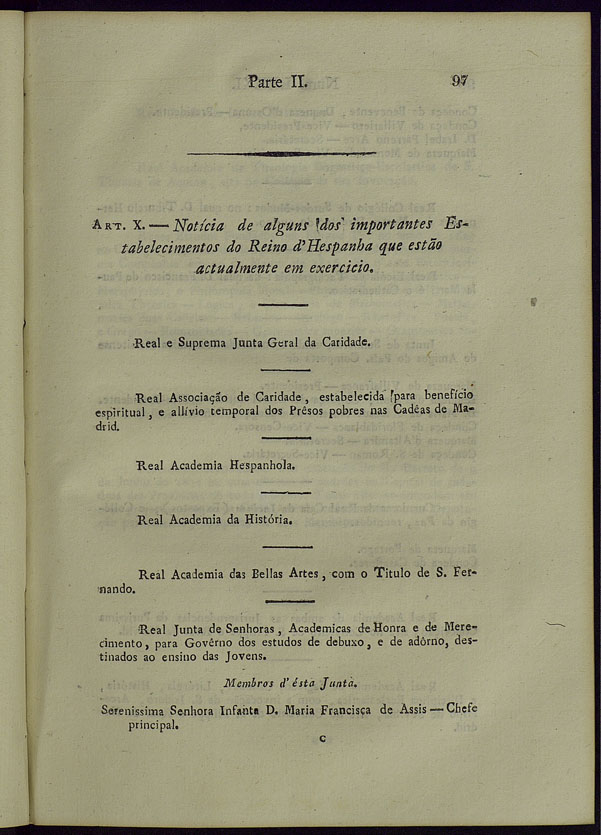 Parte II. 97
ART. X. — Notícia de alguns dos importantes Es-
tabelecimentos do Reino d'Hespanha que estão
actualmente em exercicio.
Real e Suprema Junta Geral da Caridade.
Real Associação de Caridade, estabelecida para benefício
espiritual, e allívio temporal dos Prêsos pobres nas Cadêas de Ma-
drid.
Real Academia Hespanhola.
Real Academia da História.
Real Academia das Bellas Artes, com o Titulo de S. Fer-
nando.
Real Junta de Senhoras, Academicas de Honra e de Mere-
cimento, para Govêrno dos estudos de debuxo, e de adôrno, des-
tinados ao ensino das Jovens.
Membros d'ésta Junta.
Serenissima Senhora Infanta D. Maria Francisca de Assis — Chefe
principal.
C